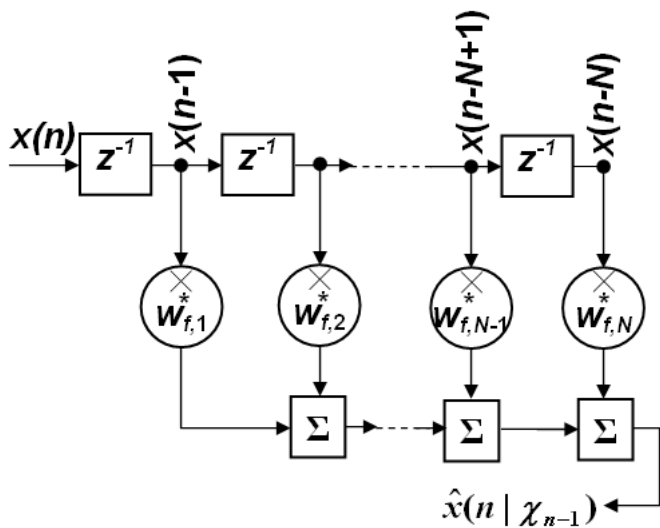 x(n)
z⁻¹
x(n-1)
z⁻¹
x(n-N+1)
z⁻¹
x(n-N)
× w*f,1
× w*f,2
× w*f,N-1
× w*f,N
Σ
Σ
Σ
x̂(n | χₙ₋₁)